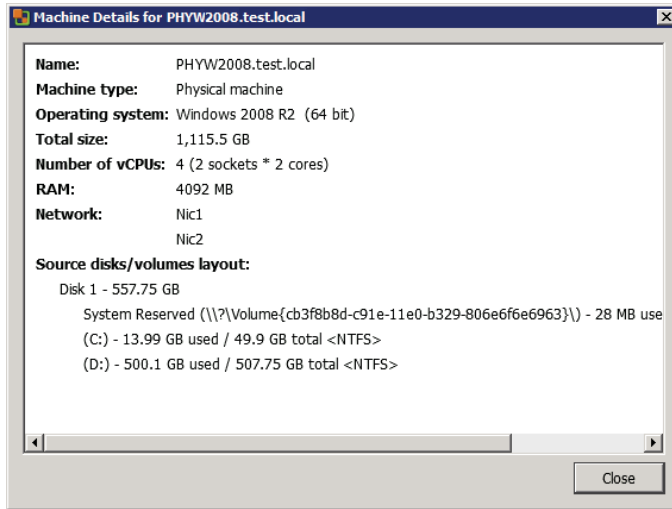 Machine Details for PHYW2008.test.local
Name: PHYW2008.test.local
Machine type: Physical machine
Operating system: Windows 2008 R2 (64 bit)
Total size: 1,115.5 GB
Number of vCPUs: 4 (2 sockets * 2 cores)
RAM: 4092 MB
Network: Nic1
Nic2
Source disks/volumes layout:
Disk 1 - 557.75 GB
System Reserved (\\?\Volume{cb3f8b8d-c91e-11e0-b329-806e6f6e6963}\) - 28 MB use
(C:) - 13.99 GB used / 49.9 GB total <NTFS>
(D:) - 500.1 GB used / 507.75 GB total <NTFS>
Close